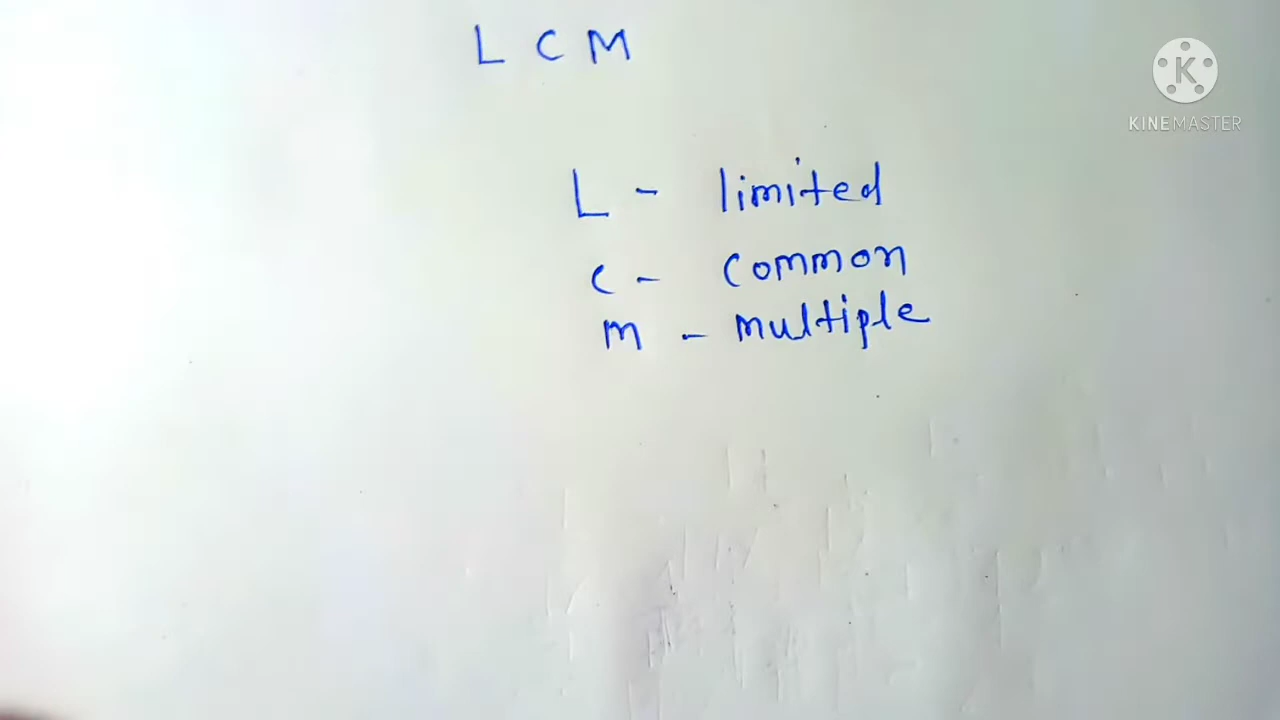 L C M
K
KINEMASTER
L - limited
C - common
M - multiple